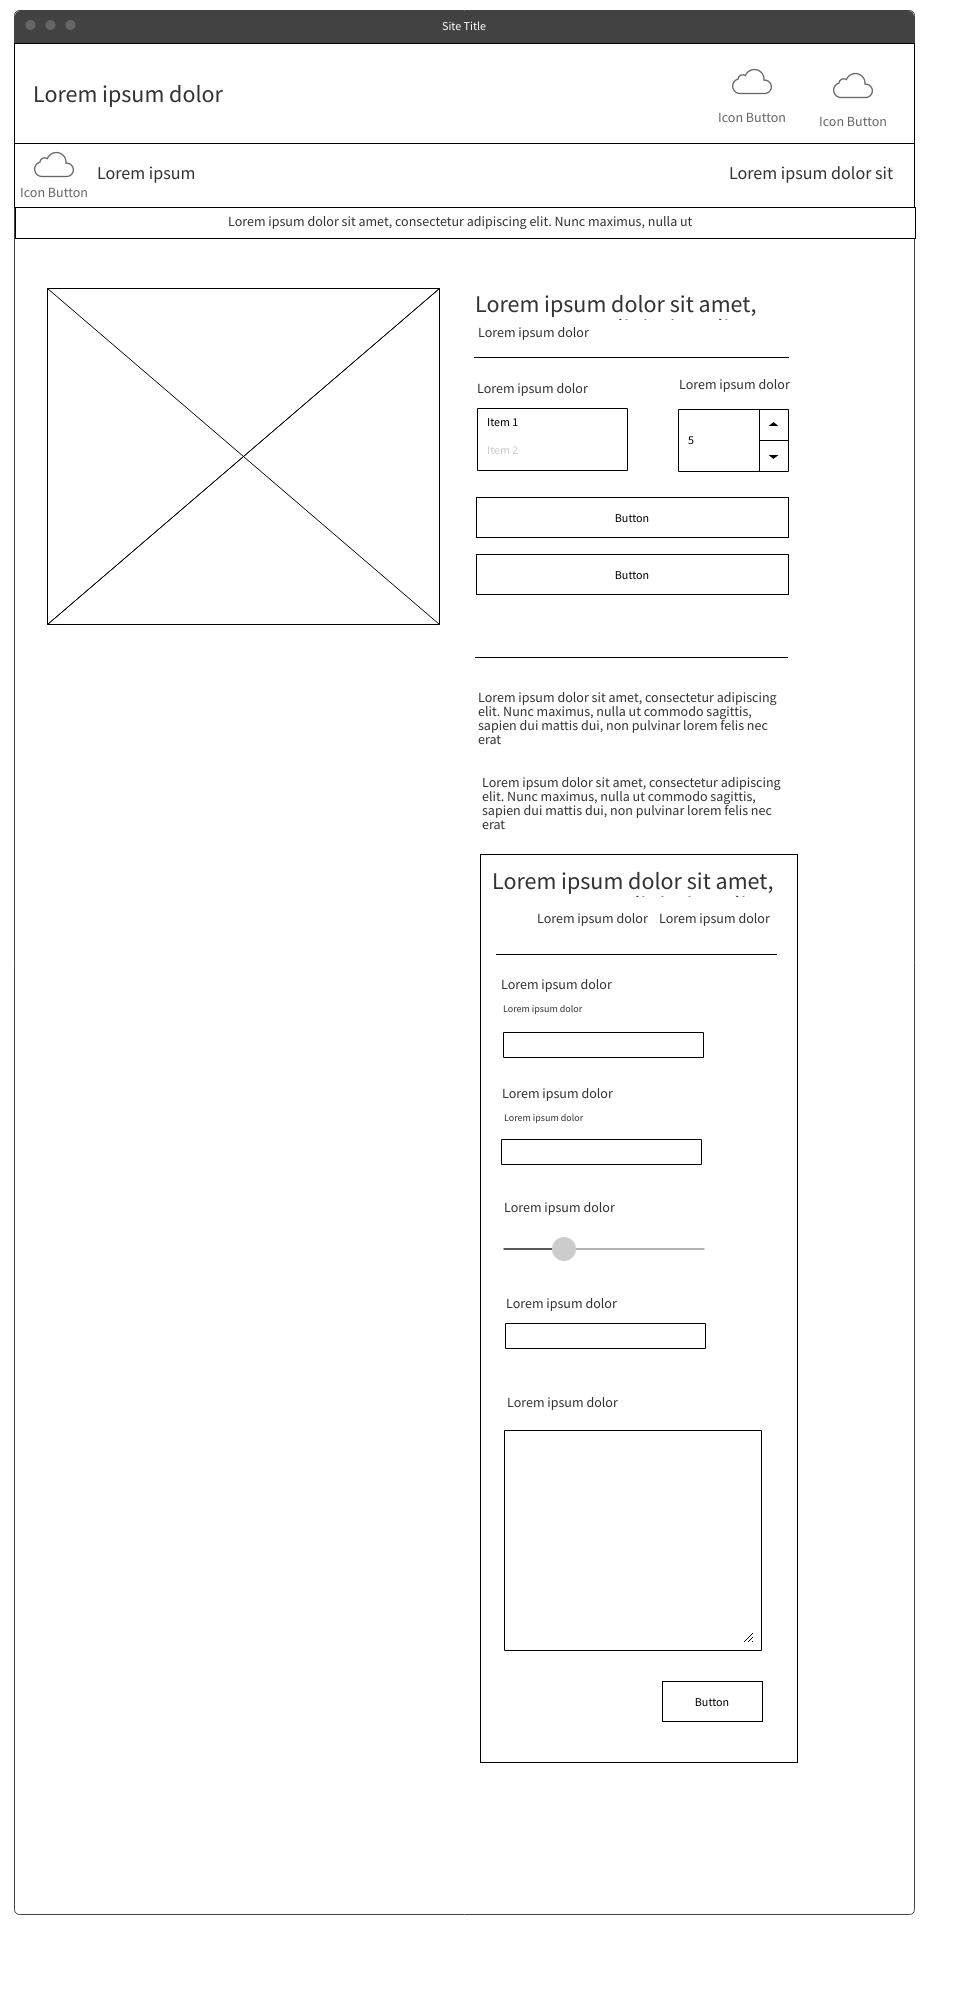 Site Title
Lorem ipsum dolor
Icon Button
Icon Button
Icon Button
Lorem ipsum
Lorem ipsum dolor sit
Lorem ipsum dolor sit amet, consectetur adipiscing elit. Nunc maximus, nulla ut
Lorem ipsum dolor sit amet,
Lorem ipsum dolor
Lorem ipsum dolor
Lorem ipsum dolor
Item 1
Item 2
5
Button
Button
Lorem ipsum dolor sit amet, consectetur adipiscing
elit. Nunc maximus, nulla ut commodo sagittis,
sapien dui mattis dui, non pulvinar lorem felis nec
erat
Lorem ipsum dolor sit amet, consectetur adipiscing
elit. Nunc maximus, nulla ut commodo sagittis,
sapien dui mattis dui, non pulvinar lorem felis nec
erat
Lorem ipsum dolor sit amet,
Lorem ipsum dolor
Lorem ipsum dolor
Lorem ipsum dolor
Lorem ipsum dolor
Lorem ipsum dolor
Lorem ipsum dolor
Lorem ipsum dolor
Lorem ipsum dolor
Lorem ipsum dolor
Button